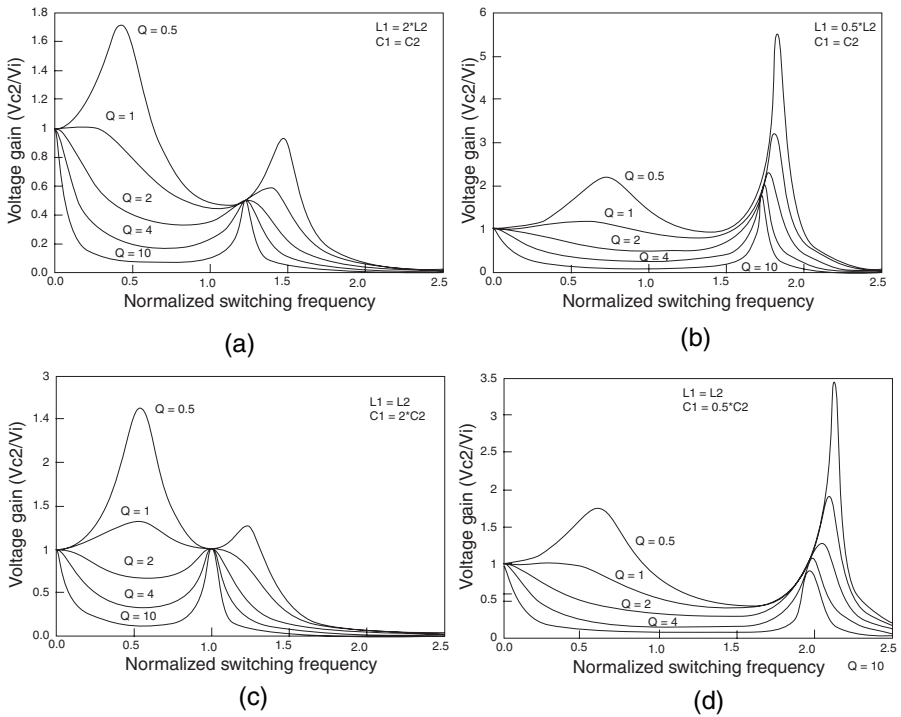 1.8
1.6
1.4
1.2
1
0.8
0.6
0.4
0.2
0.0
Voltage gain (Vc2/Vi)
Q = 0.5
Q = 1
Q = 2
Q = 4
Q = 10
L1 = 2*L2
C1 = C2
0.0 0.5 1.0 1.5 2.0 2.5
Normalized switching frequency
(a)
6
5
4
3
2
1
0
Voltage gain (Vc2/Vi)
Q = 0.5
Q = 1
Q = 2
Q = 4
Q = 10
L1 = 0.5*L2
C1 = C2
0.0 0.5 1.0 1.5 2.0 2.5
Normalized switching frequency
(b)
3
1.4
2
1.5
1
0.5
0.0
Voltage gain (Vc2/Vi)
Q = 0.5
Q = 1
Q = 2
Q = 4
Q = 10
L1 = L2
C1 = 2*C2
0.0 0.5 1.0 1.5 2.0 2.5
Normalized switching frequency
(c)
3.5
3
2.5
2
1.5
1
0.5
0
Voltage gain (Vc2/Vi)
Q = 0.5
Q = 1
Q = 2
Q = 4
L1 = L2
C1 = 0.5*C2
0.0 0.5 1.0 1.5 2.0 2.5
Normalized switching frequency
Q = 10
(d)